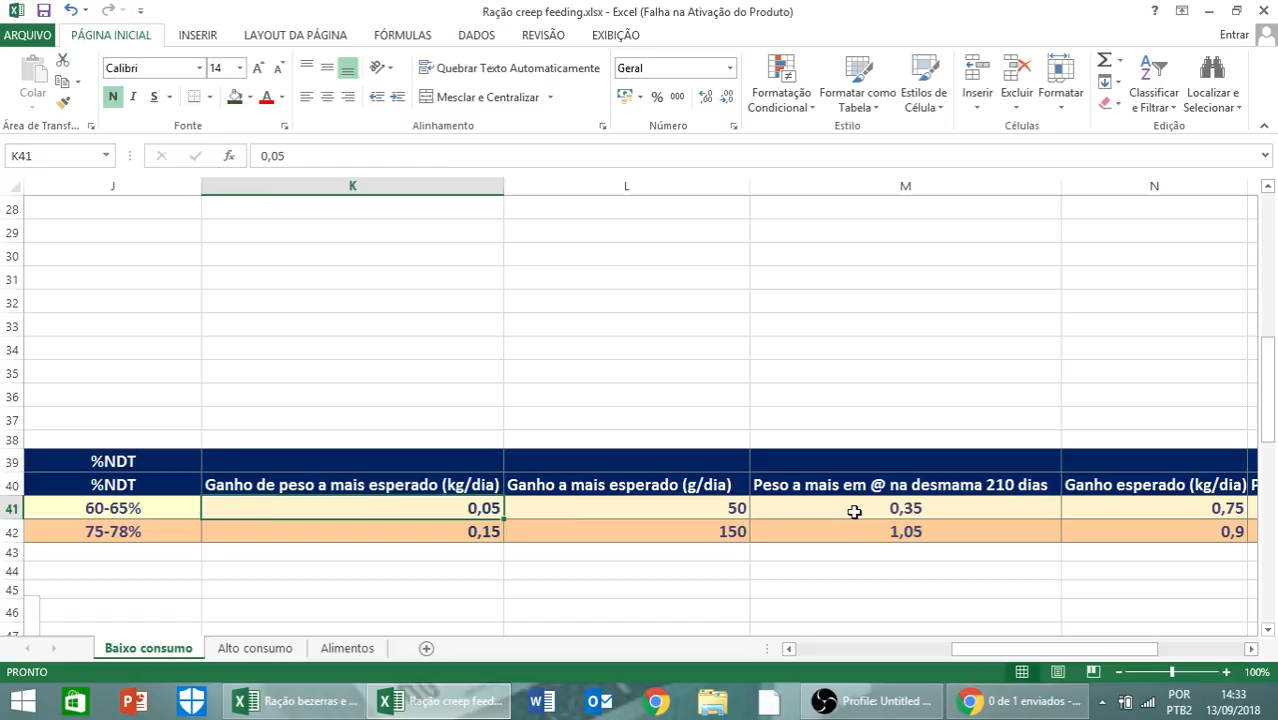 Ração creep feeding.xlsx - Excel (Falha na Ativação do Produto)
ARQUIVO PÁGINA INICIAL INSERIR LAYOUT DA PÁGINA FÓRMULAS DADOS REVISÃO EXIBIÇÃO Entrar
Colar
Área de Transf...
Calibri 14
N I S A
Fonte
Quebrar Texto Automaticamente
Mesclar e Centralizar
Alinhamento
Geral
% 000
Número
Formatação Condicional
Formatar como Tabela
Estilos de Célula
Estilo
Inserir Excluir Formatar
Células
Classificar e Filtrar
Localizar e Selecionar
Edição
K41 fx 0,05
J K L M N
28
29
30
31
32
33
34
35
36
37
38
39 %NDT
40 %NDT Ganho de peso a mais esperado (kg/dia) Ganho a mais esperado (g/dia) Peso a mais em @ na desmama 210 dias Ganho esperado (kg/dia) P
41 60-65% 0,05 50 0,35 0,75
42 75-78% 0,15 150 1,05 0,9
43
44
45
46
47
Baixo consumo Alto consumo Alimentos
PRONTO 100%
Ração bezerras e ... Ração creep feed... Profile: Untitled ... 0 de 1 enviados -...
POR
PTB2
14:33
13/09/2018